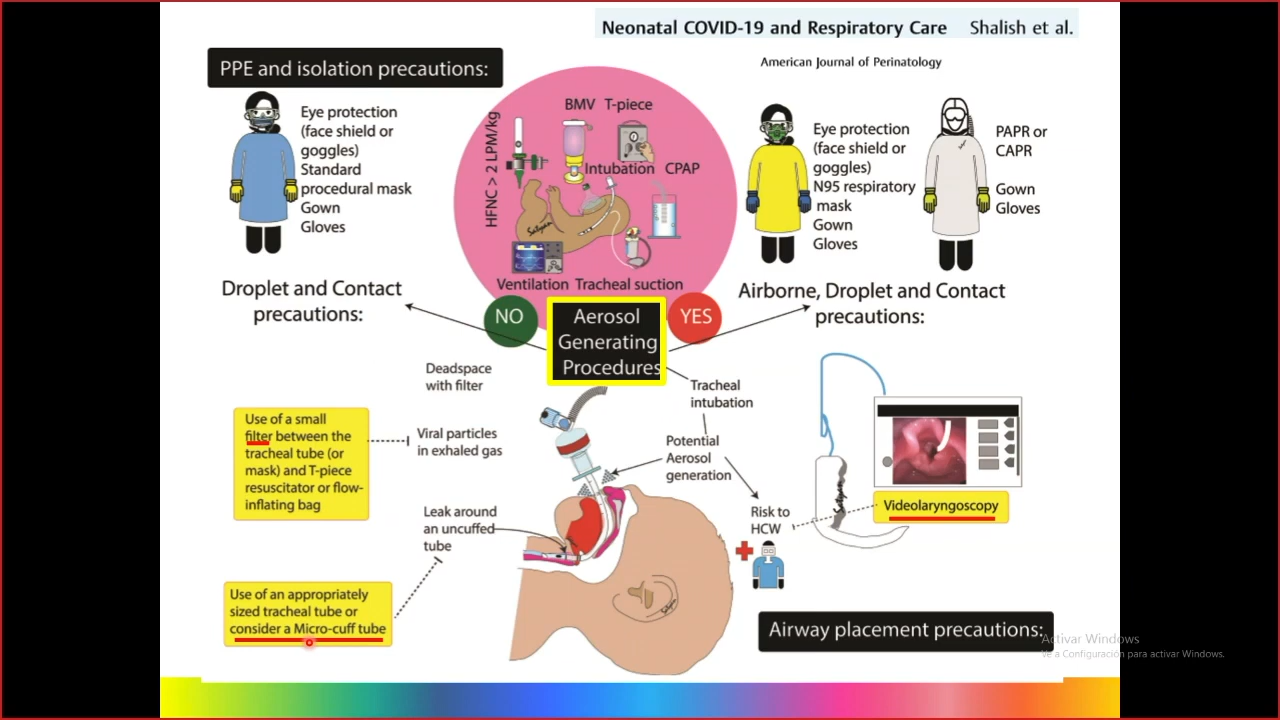 Neonatal COVID-19 and Respiratory Care Shalish et al.
American Journal of Perinatology
PPE and isolation precautions:
Eye protection
(face shield or
goggles)
Standard
procedural mask
Gown
Gloves
Droplet and Contact
precautions:
HFNC > 2 LPM/kg
BMV T-piece
Intubation CPAP
Ventilation Tracheal suction
NO
YES
Aerosol
Generating
Procedures
Eye protection
(face shield or
goggles)
N95 respiratory
mask
Gown
Gloves
PAPR or
CAPR
Gown
Gloves
Airborne, Droplet and Contact
precautions:
Deadspace
with filter
Use of a small
filter between the
tracheal tube (or
mask) and T-piece
resuscitator or flow-
inflating bag
Viral particles
in exhaled gas
Leak around
an uncuffed
tube
Use of an appropriately
sized tracheal tube or
consider a Micro-cuff tube
Tracheal
intubation
Potential
Aerosol
generation
Risk to
HCW
Videolaryngoscopy
Airway placement precautions:
Activar Windows
Ve a Configuración para activar Windows.